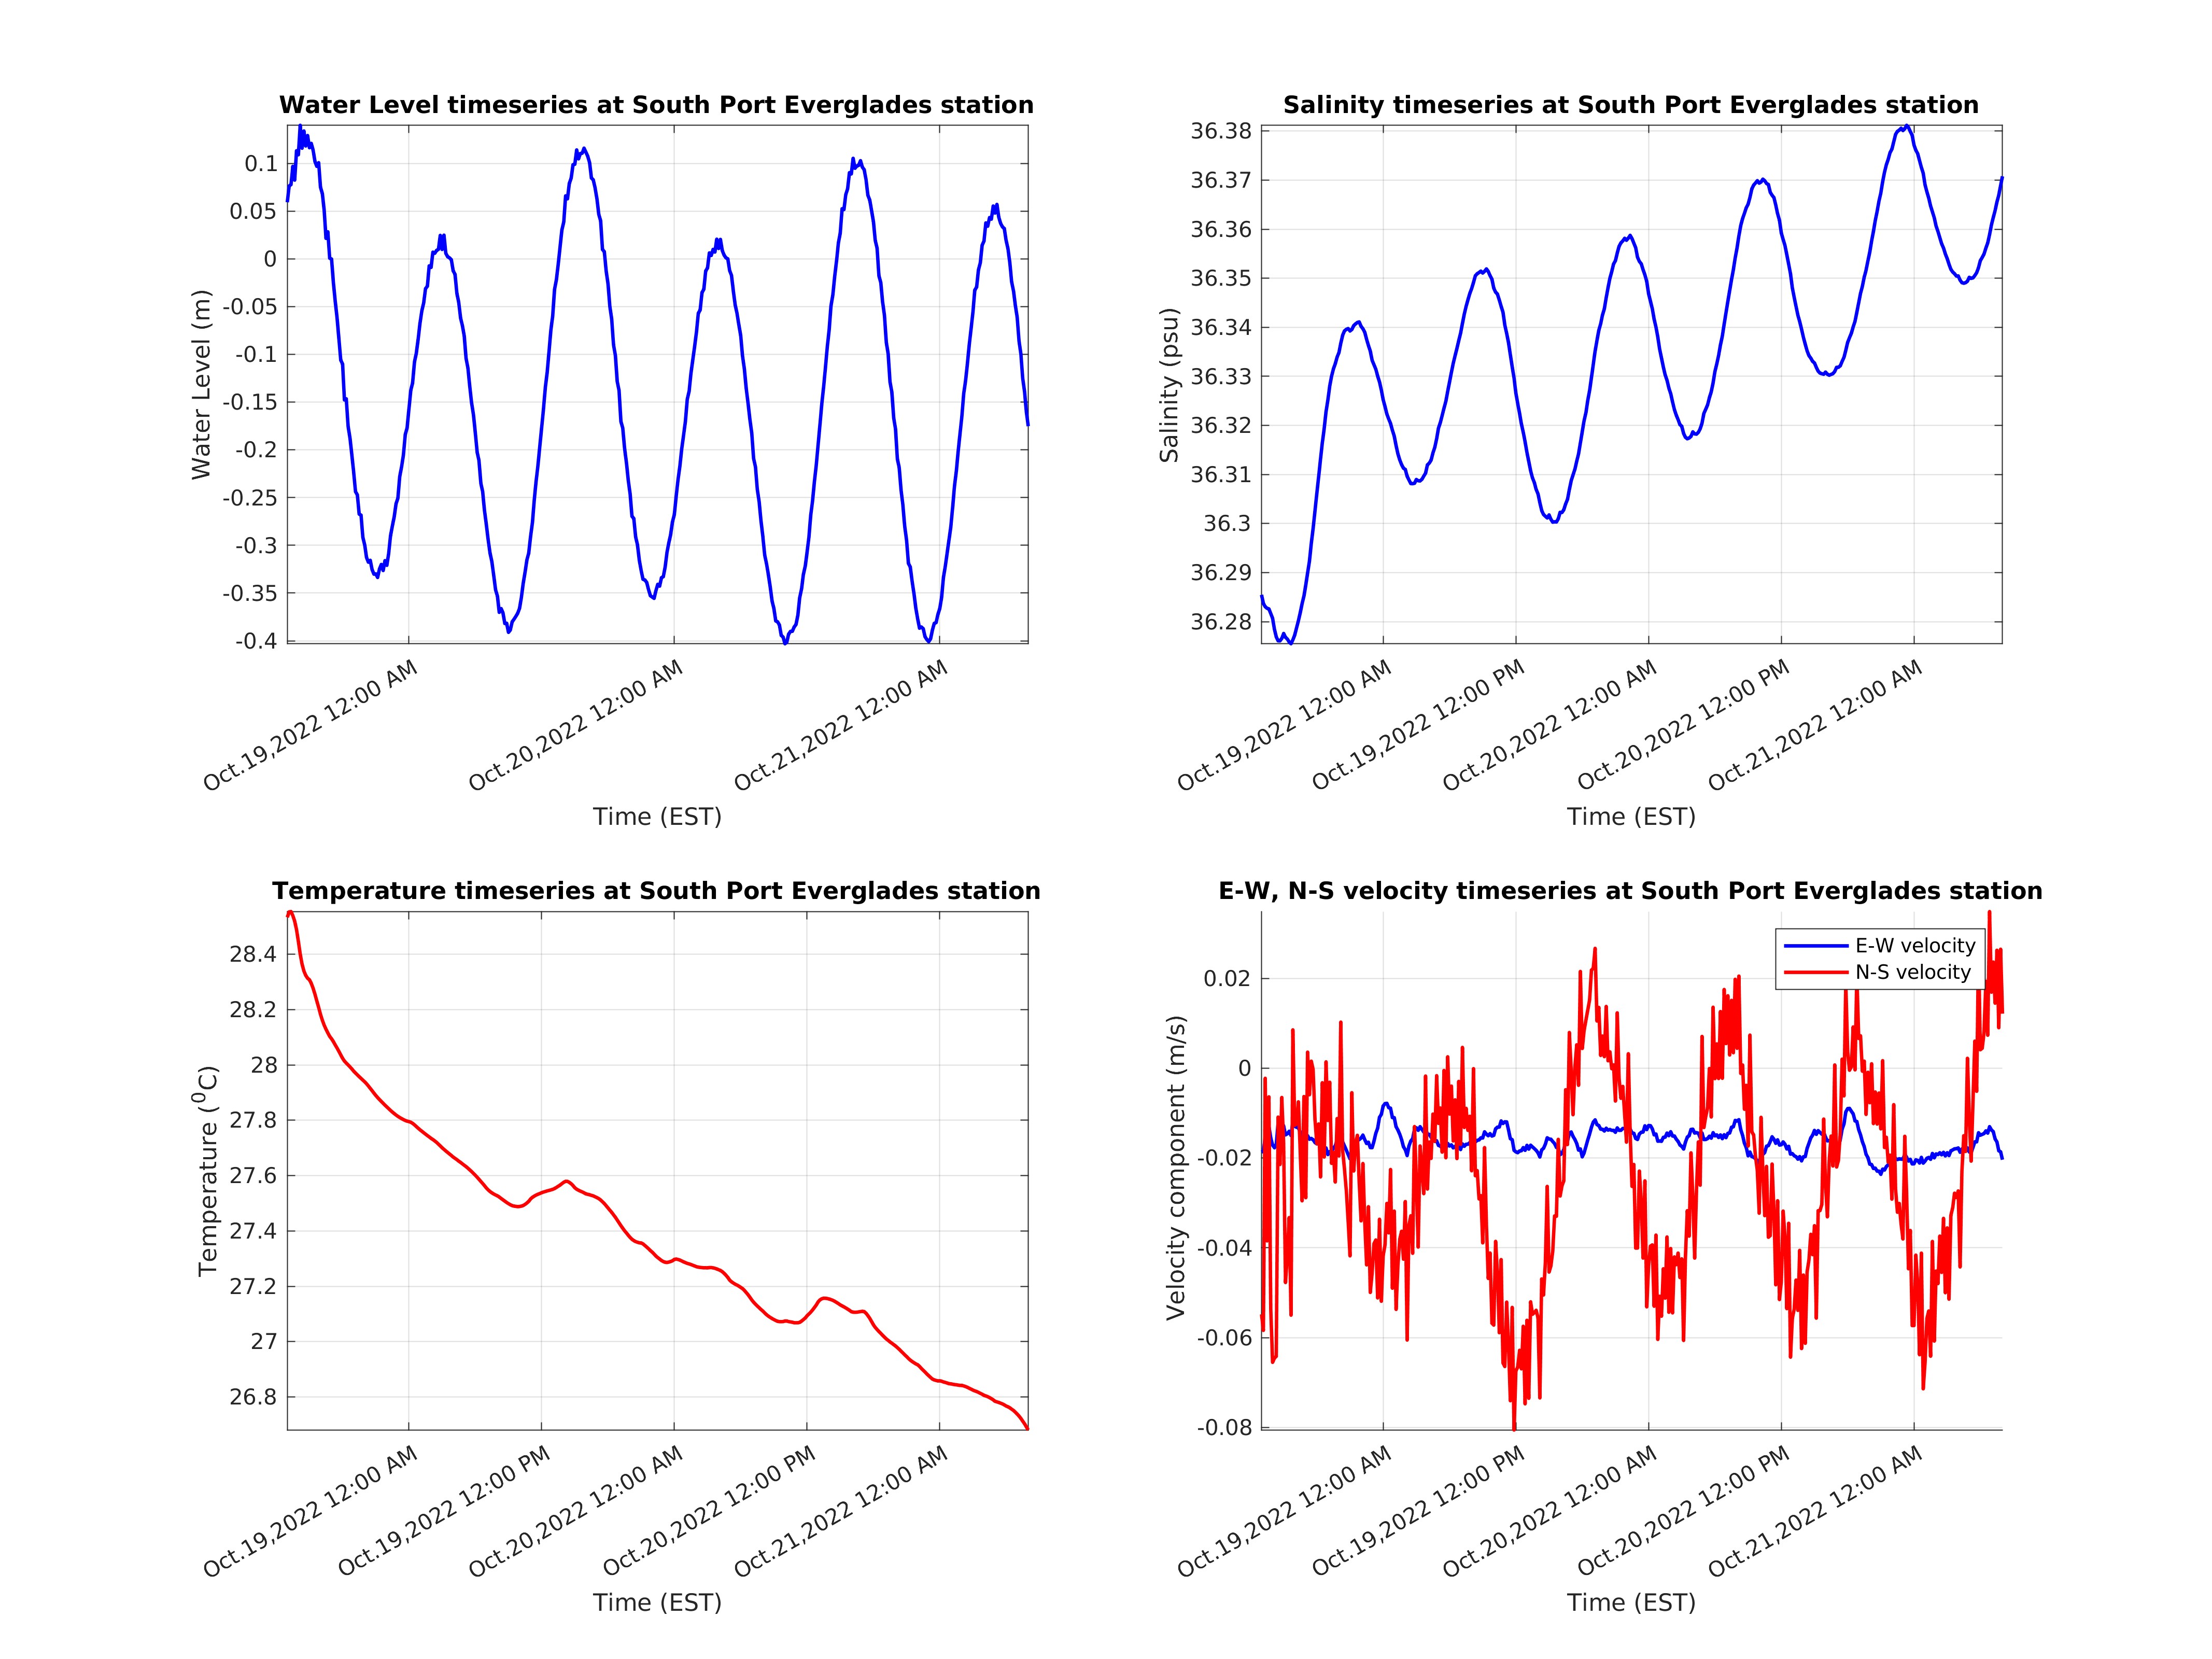 Water Level timeseries at South Port Everglades station
0.1
0.05
0
-0.05
-0.1
-0.15
-0.2
-0.25
-0.3
-0.35
-0.4
Water Level (m)
Oct.19,2022 12:00 AM
Oct.20,2022 12:00 AM
Oct.21,2022 12:00 AM
Time (EST)
Salinity timeseries at South Port Everglades station
36.38
36.37
36.36
36.35
36.34
36.33
36.32
36.31
36.3
36.29
36.28
Salinity (psu)
Oct.19,2022 12:00 AM
Oct.19,2022 12:00 PM
Oct.20,2022 12:00 AM
Oct.20,2022 12:00 PM
Oct.21,2022 12:00 AM
Time (EST)
Temperature timeseries at South Port Everglades station
28.4
28.2
28
27.8
27.6
27.4
27.2
27
26.8
Temperature (⁰C)
Oct.19,2022 12:00 AM
Oct.19,2022 12:00 PM
Oct.20,2022 12:00 AM
Oct.20,2022 12:00 PM
Oct.21,2022 12:00 AM
Time (EST)
E-W, N-S velocity timeseries at South Port Everglades station
E-W velocity
N-S velocity
0.02
0
-0.02
-0.04
-0.06
-0.08
Velocity component (m/s)
Oct.19,2022 12:00 AM
Oct.19,2022 12:00 PM
Oct.20,2022 12:00 AM
Oct.20,2022 12:00 PM
Oct.21,2022 12:00 AM
Time (EST)